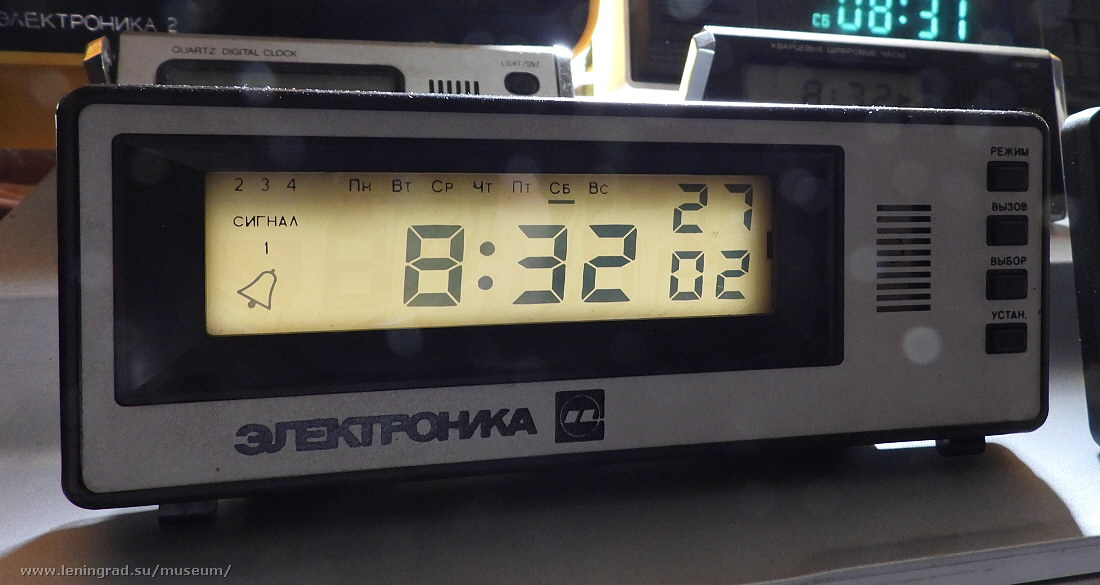 ЭЛЕКТРОНИКА 2
СБ 08:31
QUARTZ DIGITAL CLOCK
LIGHT/SNZ
КВАРЦЕВЫЕ ЦИФРОВЫЕ ЧАСЫ
8:32
2 3 4 Пн Вт Ср Чт Пт Сб Вс
27
СИГНАЛ
1
8:32
02
РЕЖИМ
ВЫЗОВ
ВЫБОР
УСТАН.
ЭЛЕКТРОНИКА
www.leningrad.su/museum/